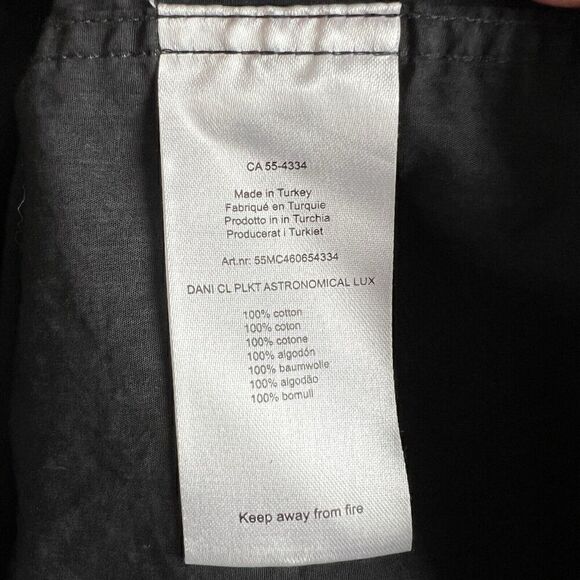 CA 55-4334
Made in Turkey
Fabriqué en Turquie
Prodotto in in Turchia
Producerat i Turkiet
Art.nr: 55MC460654334
DANI CL PLKT ASTRONOMICAL LUX
100% cotton
100% coton
100% cotone
100% algodón
100% baumwolle
100% algodão
100% bomull
Keep away from fire